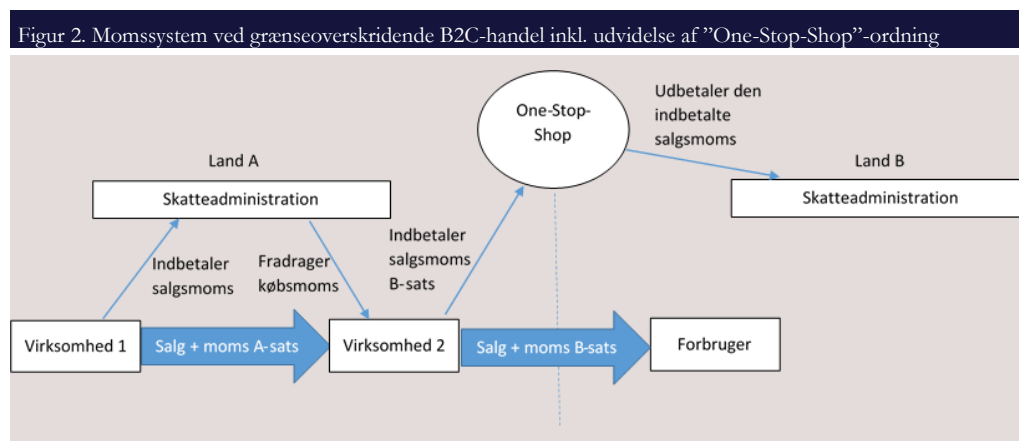 Figur 2. Momssystem ved grænseoverskridende B2C-handel inkl. udvidelse af ”One-Stop-Shop”-ordning
One-Stop-
Shop
Udbetaler den
indbetalte
salgsmoms
Land A
Skatteadministration
Land B
Skatteadministration
Indbetaler
salgsmoms
Fradrager
købsmoms
Indbetaler
salgsmoms
B-sats
Virksomhed 1
Salg + moms A-sats
Virksomhed 2
Salg + moms B-sats
Forbruger